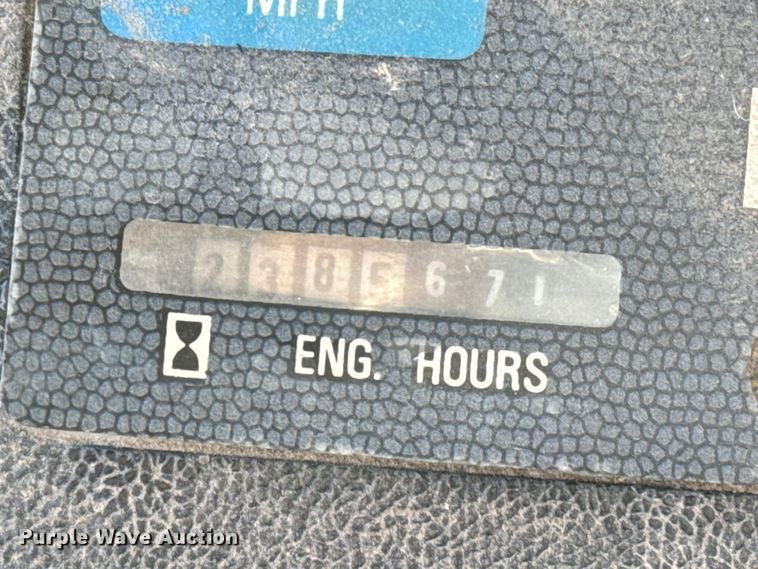 MPH
2385671
ENG. HOURS
Purple Wave Auction